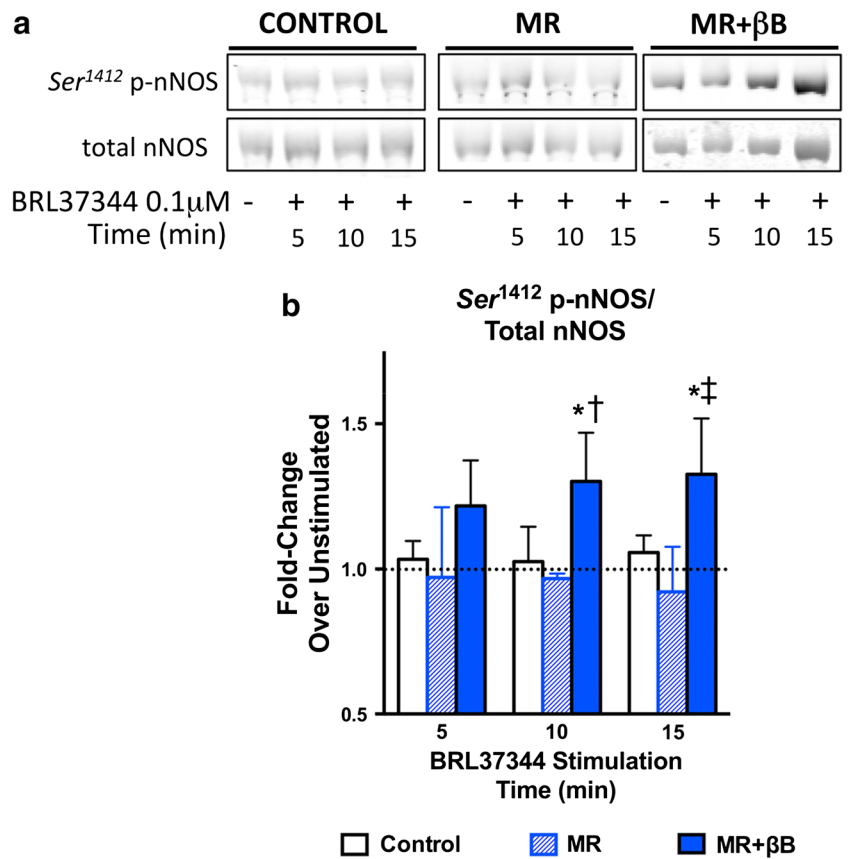 a
CONTROL MR MR+βB
Ser1412 p-nNOS
total nNOS
BRL37344 0.1μM - + + + - + + + - + + +
Time (min) 5 10 15 5 10 15 5 10 15
b
Ser1412 p-nNOS/
Total nNOS
Fold-Change
Over Unstimulated
*† *‡
1.5
1.0
0.5
5 10 15
BRL37344 Stimulation
Time (min)
Control MR MR+βB